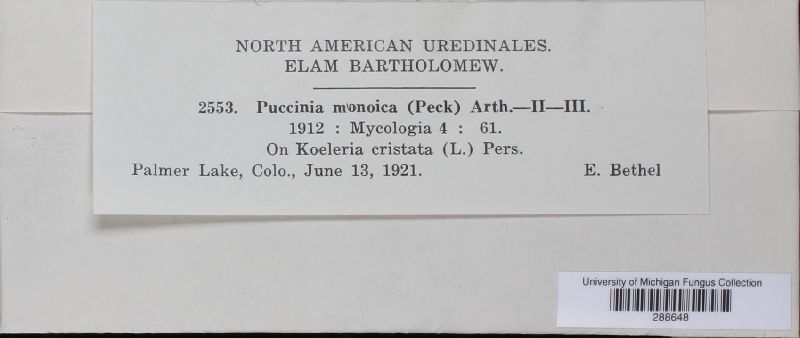 NORTH AMERICAN UREDINALES.
ELAM BARTHOLOMEW.
2553. Puccinia monoica (Peck) Arth.—II—III.
1912 : Mycologia 4 : 61.
On Koeleria cristata (L.) Pers.
Palmer Lake, Colo., June 13, 1921. E. Bethel
University of Michigan Fungus Collection
288648